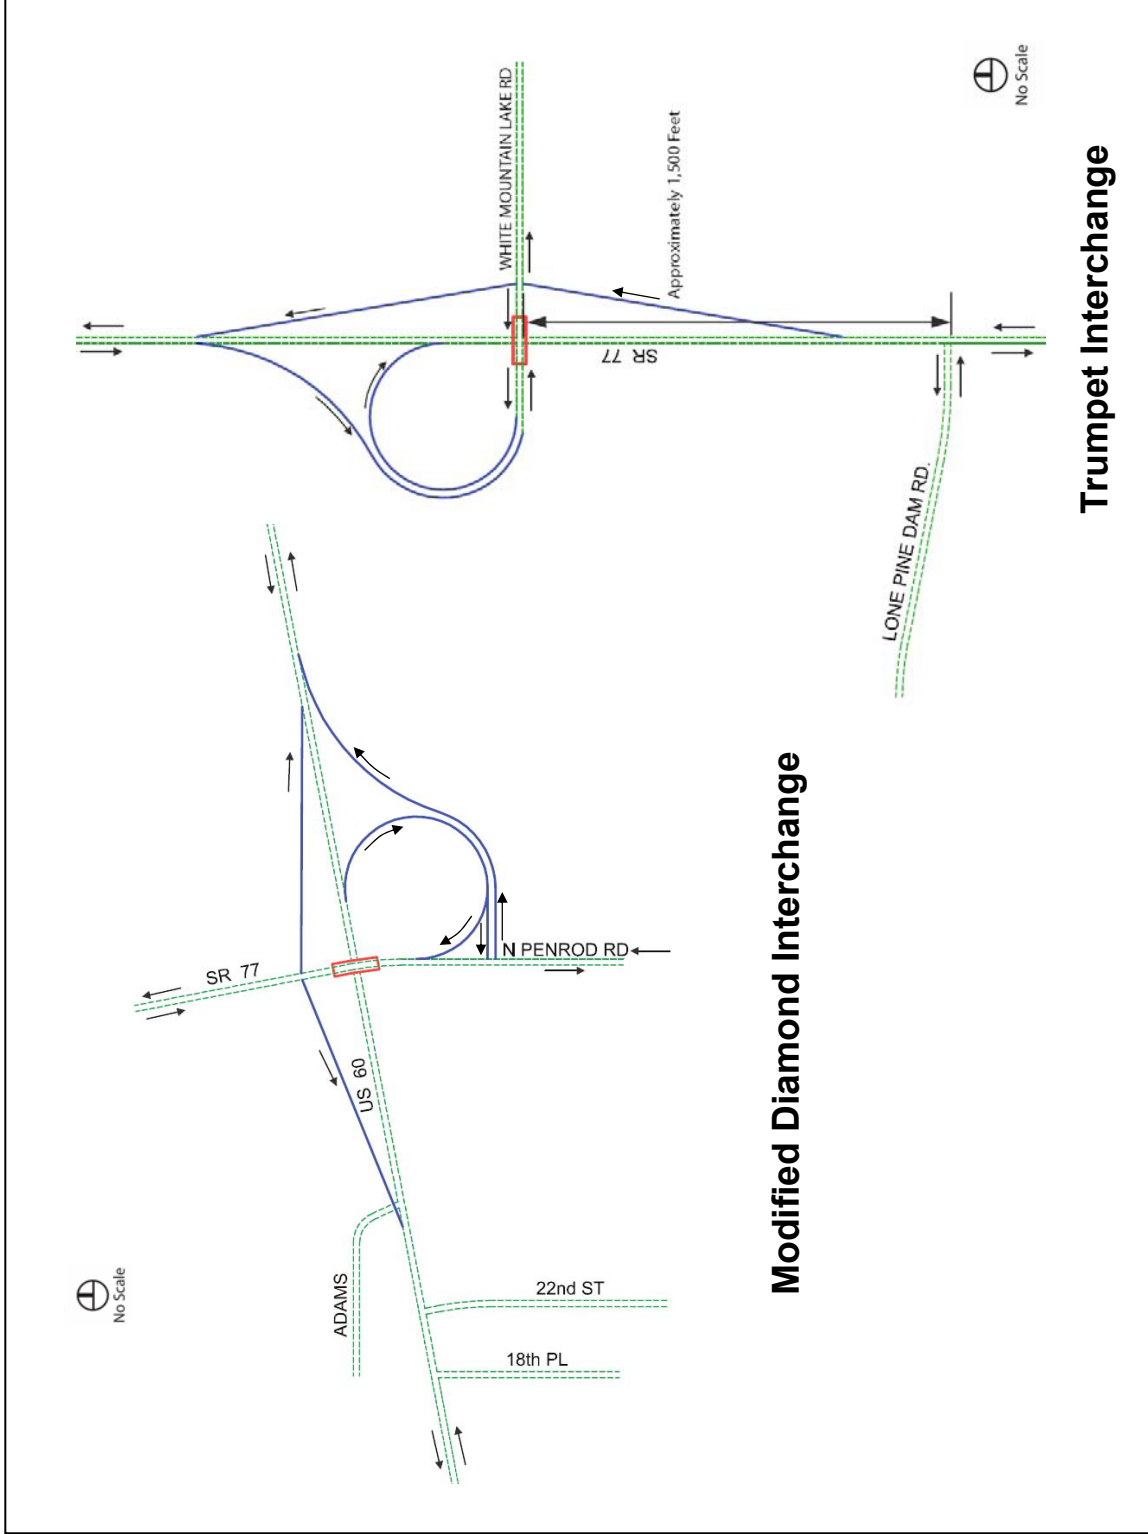 No Scale
SR 77
US 60
N PENROD RD
ADAMS
22nd ST
18th PL
Modified Diamond Interchange
WHITE MOUNTAIN LAKE RD
Approximately 1,500 Feet
SR 77
LONE PINE DAM RD.
No Scale
Trumpet Interchange